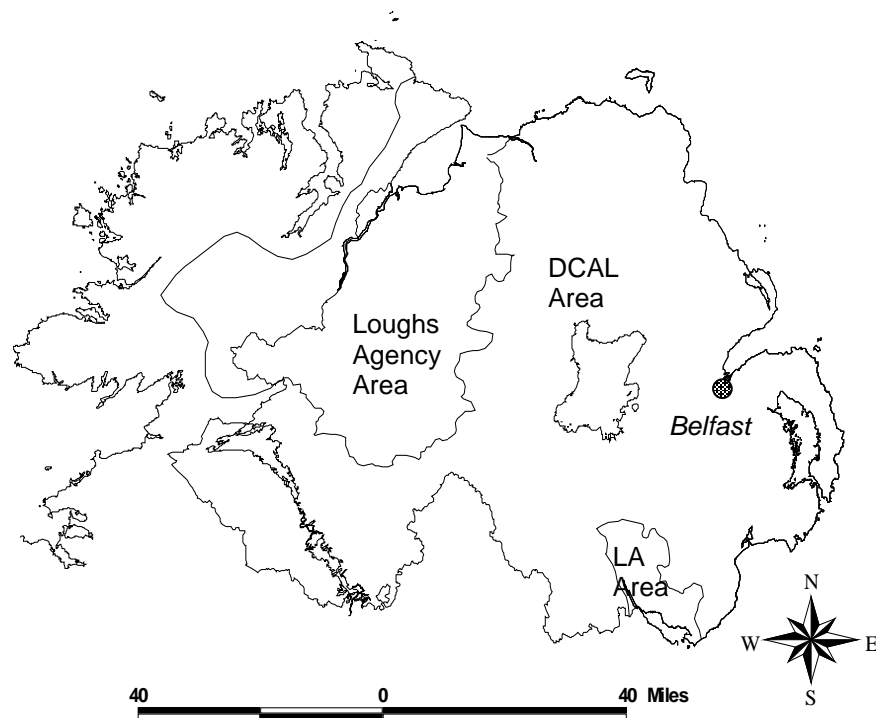 DCAL
Area
Loughs
Agency
Area
Belfast
LA
Area
N
W E
S
40 0 40 Miles